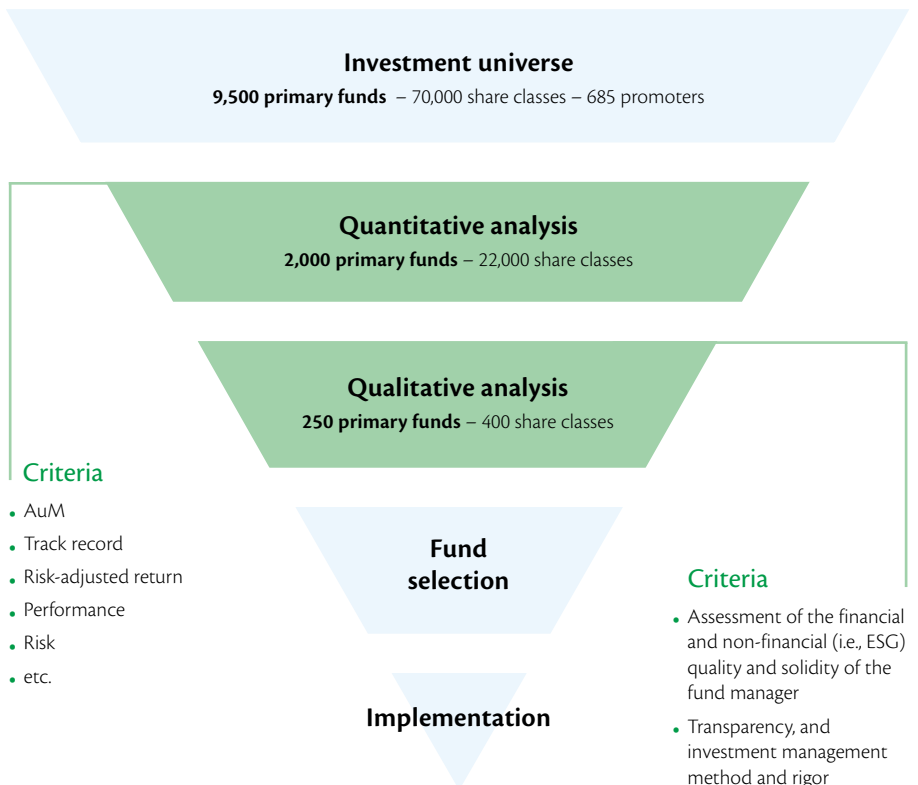 Investment universe
9,500 primary funds – 70,000 share classes – 685 promoters
Quantitative analysis
2,000 primary funds – 22,000 share classes
Qualitative analysis
250 primary funds – 400 share classes
Criteria
• AuM
• Track record
• Risk-adjusted return
• Performance
• Risk
• etc.
Fund
selection
Implementation
Criteria
• Assessment of the financial
and non-financial (i.e., ESG)
quality and solidity of the
fund manager
• Transparency, and
investment management
method and rigor